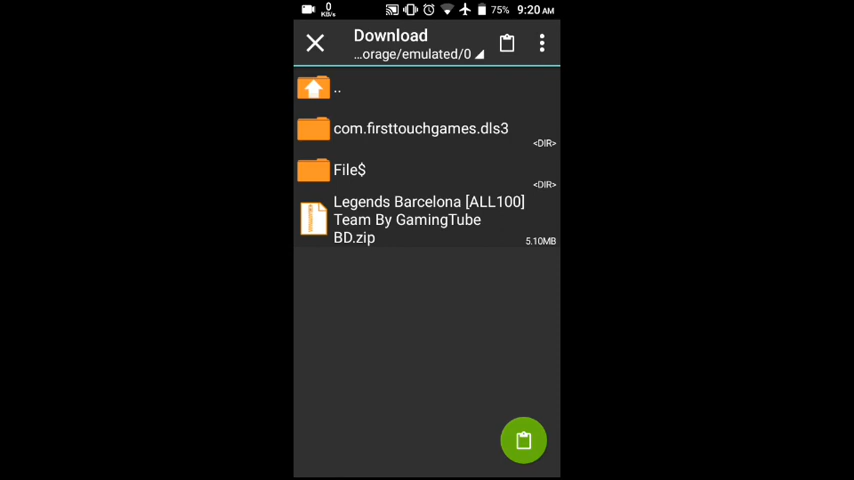 0
KB/s
75% 9:20 AM
Download
...orage/emulated/0
..
com.firsttouchgames.dls3
<DIR>
File$
<DIR>
Legends Barcelona [ALL100]
Team By GamingTube
BD.zip
5.10MB